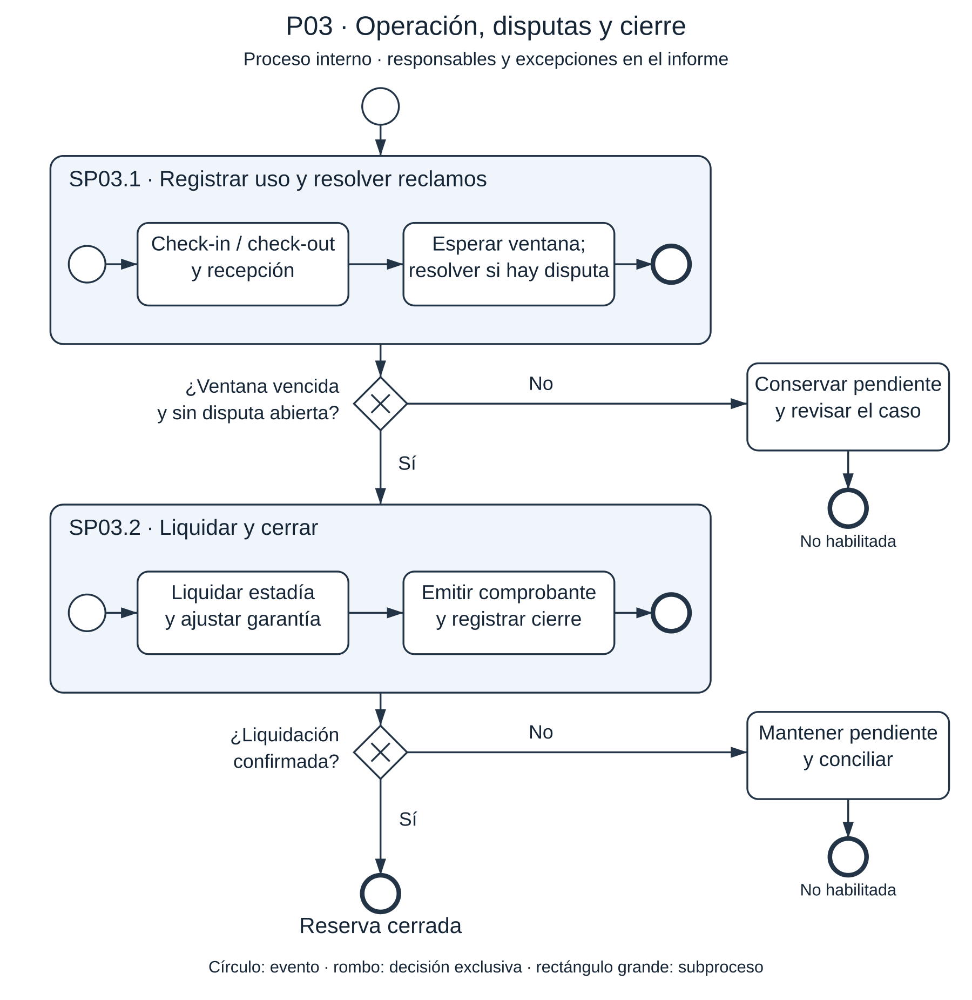 P03 · Operación, disputas y cierre
Proceso interno · responsables y excepciones en el informe
SP03.1 · Registrar uso y resolver reclamos
Check-in / check-out
y recepción
Esperar ventana;
resolver si hay disputa
¿Ventana vencida
y sin disputa abierta?
No
Conservar pendiente
y revisar el caso
Sí
No habilitada
SP03.2 · Liquidar y cerrar
Liquidar estadía
y ajustar garantía
Emitir comprobante
y registrar cierre
¿Liquidación
confirmada?
No
Mantener pendiente
y conciliar
Sí
No habilitada
Reserva cerrada
Círculo: evento · rombo: decisión exclusiva · rectángulo grande: subproceso